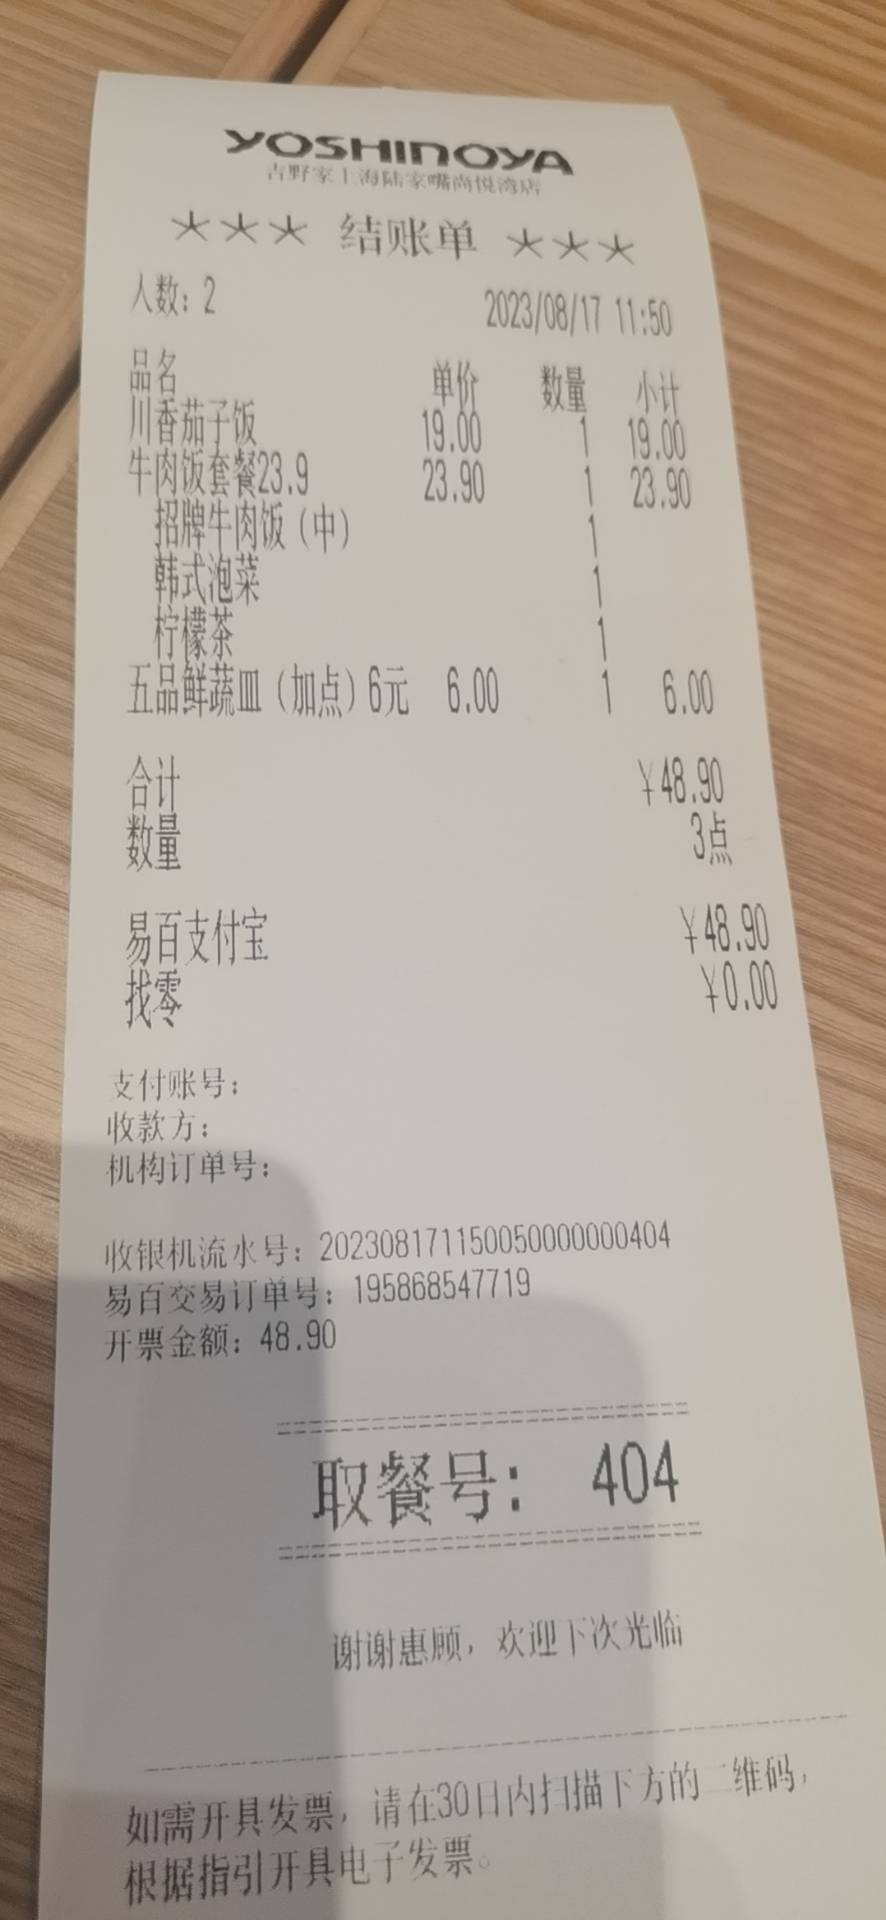 YOSHINOYA
吉野家上海陆家嘴尚悦湾店
*** 结账单 ***
人数: 2 2023/08/17 11:50
品名 单价 数量 小计
川香茄子饭 19.00 1 19.00
牛肉饭套餐23.9 23.90 1 23.90
招牌牛肉饭（中） 1
韩式泡菜 1
柠檬茶 1
五品鲜蔬皿（加点）6元 6.00 1 6.00
合计 ¥48.90
数量 3点
易百支付宝 ¥48.90
找零 ¥0.00
支付账号:
收款方:
机构订单号:
收银机流水号: 202308171150050000000404
易百交易订单号: 195868547719
开票金额: 48.90
取餐号: 404
谢谢惠顾，欢迎下次光临
如需开具发票，请在30日内扫描下方的二维码，
根据指引开具电子发票。